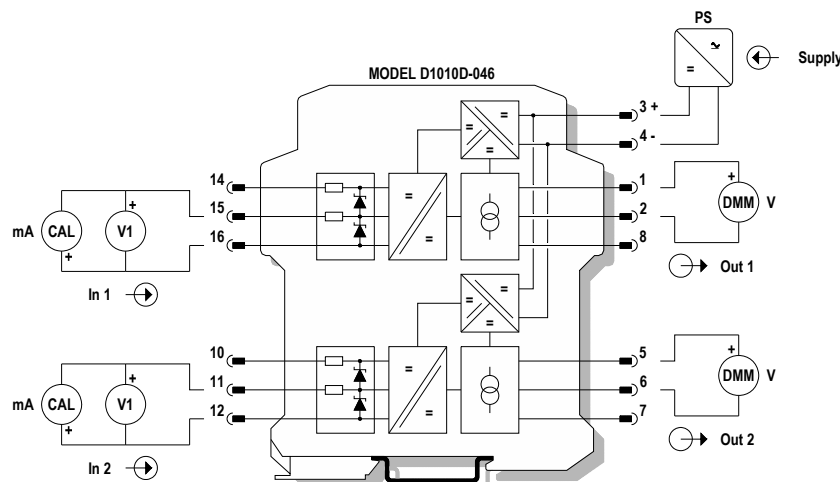 PS
Supply
MODEL D1010D-046
3 +
4 -
14
15
16
1
2
8
+
mA
CAL
V1
+
+
DMM
V
In 1
Out 1
10
11
12
5
6
7
+
mA
CAL
V1
+
+
DMM
V
In 2
Out 2